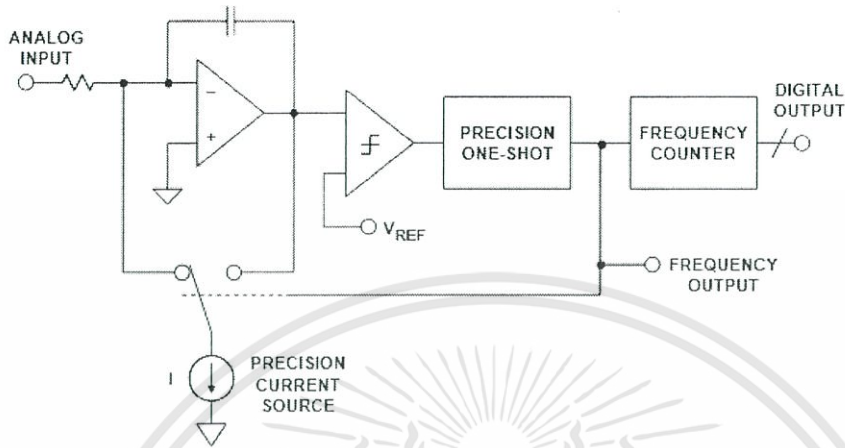 ANALOG
INPUT
−
+
V_REF
PRECISION
ONE-SHOT
FREQUENCY
COUNTER
DIGITAL
OUTPUT
FREQUENCY
OUTPUT
I
PRECISION
CURRENT
SOURCE